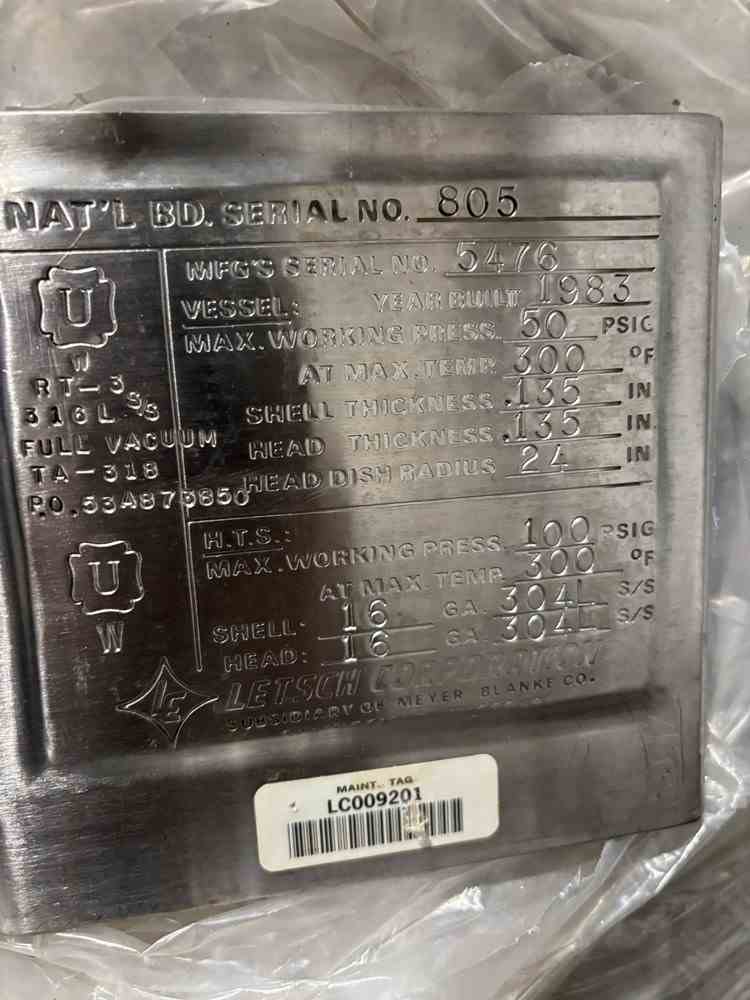 NAT'L BD. SERIAL NO. 805
U
W
RT-3
316L S/S
FULL VACUUM
TA-318
P.O. 53A873850
MFG'S SERIAL NO. 5476
VESSEL: YEAR BUILT 1983
MAX. WORKING PRESS. 50 PSIG
AT MAX. TEMP. 300 °F
SHELL THICKNESS .135 IN
HEAD THICKNESS .135 IN.
HEAD DISH RADIUS 24 IN
U
W
H.T.S.:
MAX. WORKING PRESS. 100 PSIG
AT MAX. TEMP. 300 °F
SHELL: 16 GA. 304L S/S
HEAD: 16 GA. 304L S/S
LETSCH CORPORATION
SUBSIDIARY OF MEYER BLANKE CO.
MAINT. TAG
LC009201